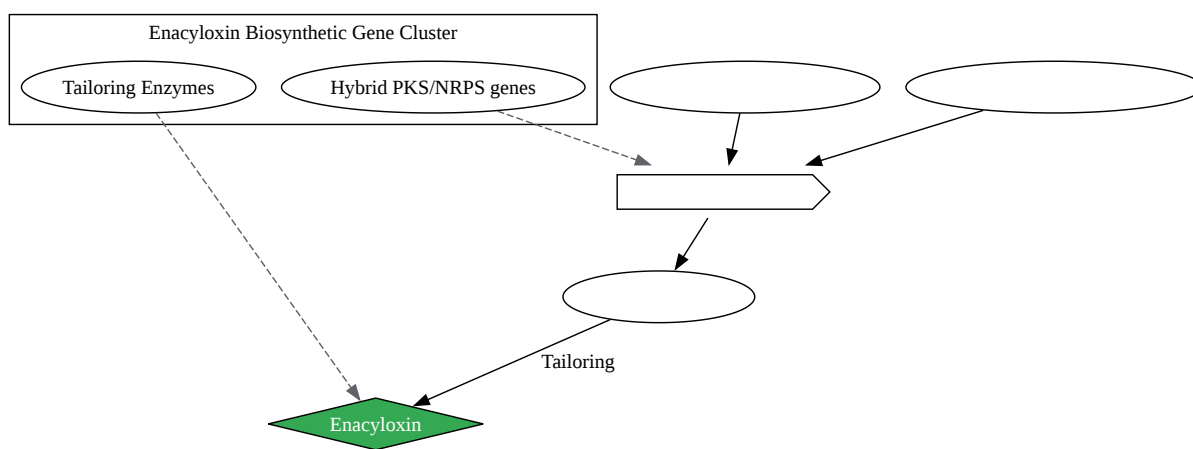 Enacyloxin Biosynthetic Gene Cluster
Tailoring Enzymes
Hybrid PKS/NRPS genes
Tailoring
Enacyloxin